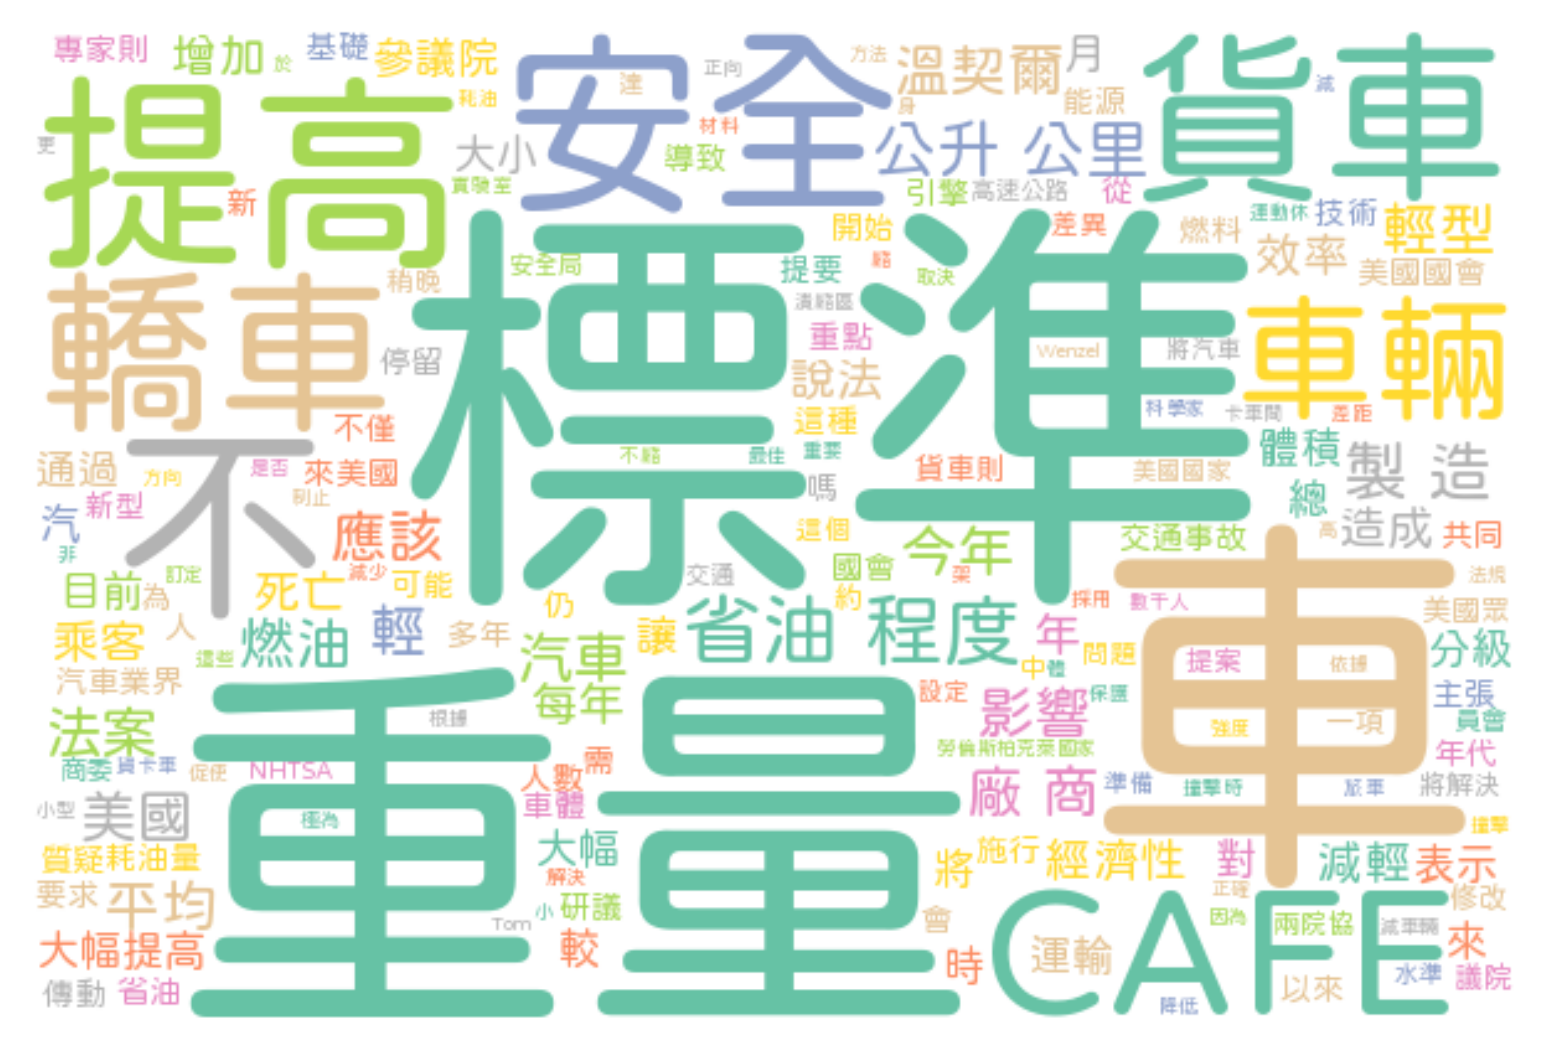 專家則 增加 於 基礎 參議院 安全 達 正向 方法 溫契爾 月 貨車 減
提高 耗油 材料 身 能源
更 大小 導致 公升 公里
新 實驗室 引擎 高速公路 從 運動休 技術 輕型
標準 開始 差異 燃料 效率 美國國會
轎車 稍晚 安全局 提要 縮 取決
潰縮區 車輛
停留 重點 說法 Wenzel 將汽車
不僅 這種 科學家 卡車間 差距
通過 方向 不 是否 來美國 不縮 最佳 重要 貨車則 美國國家 體積 製 造
汽 新型 制止 嗎 總
非 應該 這個 今年 交通事故 高 造成 共同
目前 為 訂定 死亡 減少 可能 交通 國會 架 車 法規
乘客 人 燃油 輕 多年 仍 約 省油 程度 採用 數千人 美國眾
這些 汽車 讓 年 中 體 問題 提案 依據 分級
汽車業界 每年 設定 影響 保護 主張
法案 根據 重量 強度 一項 員會
商委 貨卡車 促使 NHTSA 人數 需 勞倫斯柏克萊國家 年代
小型 美國 極為 車體 廠 商 準備 撞擊時 旅車 將解決
質疑 耗油量 大幅 將 施行 經濟性 對 減輕 表示 撞擊
要求 平均 解決 小 研議 會 CAFE 正確 修改
大幅提高 Tom 較 時 運輸 因為 兩院協 減車輛 來
傳動 省油 降低 以來 水準 議院